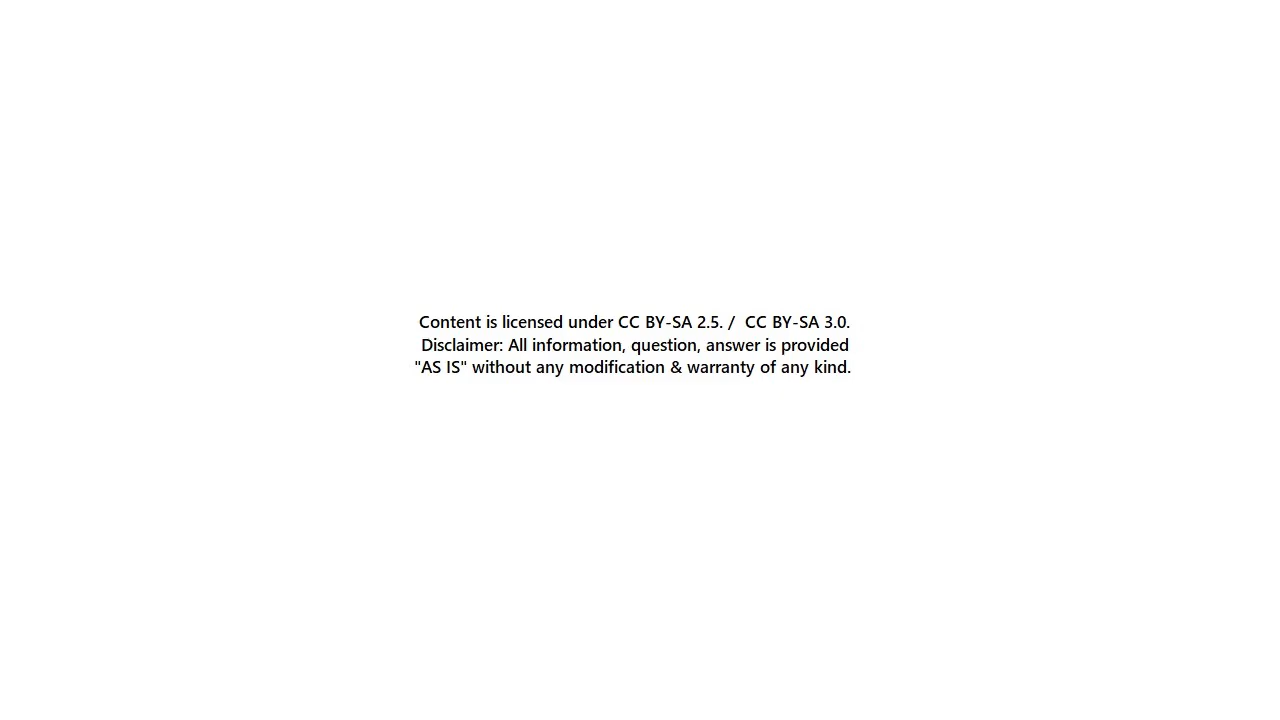 Content is licensed under CC BY-SA 2.5. /  CC BY-SA 3.0.
Disclaimer: All information, question, answer is provided
"AS IS" without any modification & warranty of any kind.